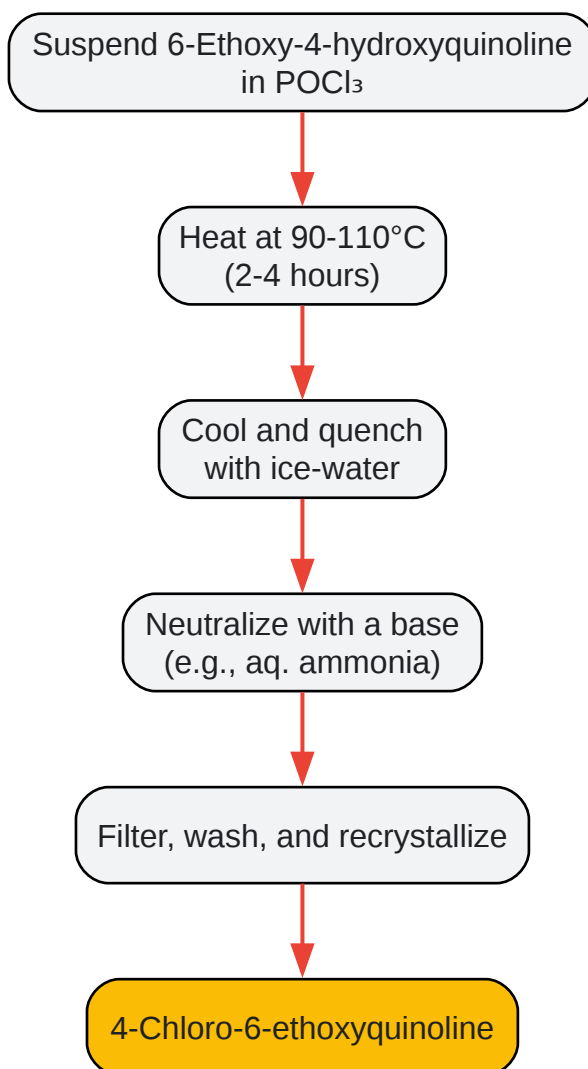 Suspend 6-Ethoxy-4-hydroxyquinoline
in POCl₃
Heat at 90-110°C
(2-4 hours)
Cool and quench
with ice-water
Neutralize with a base
(e.g., aq. ammonia)
Filter, wash, and recrystallize
4-Chloro-6-ethoxyquinoline